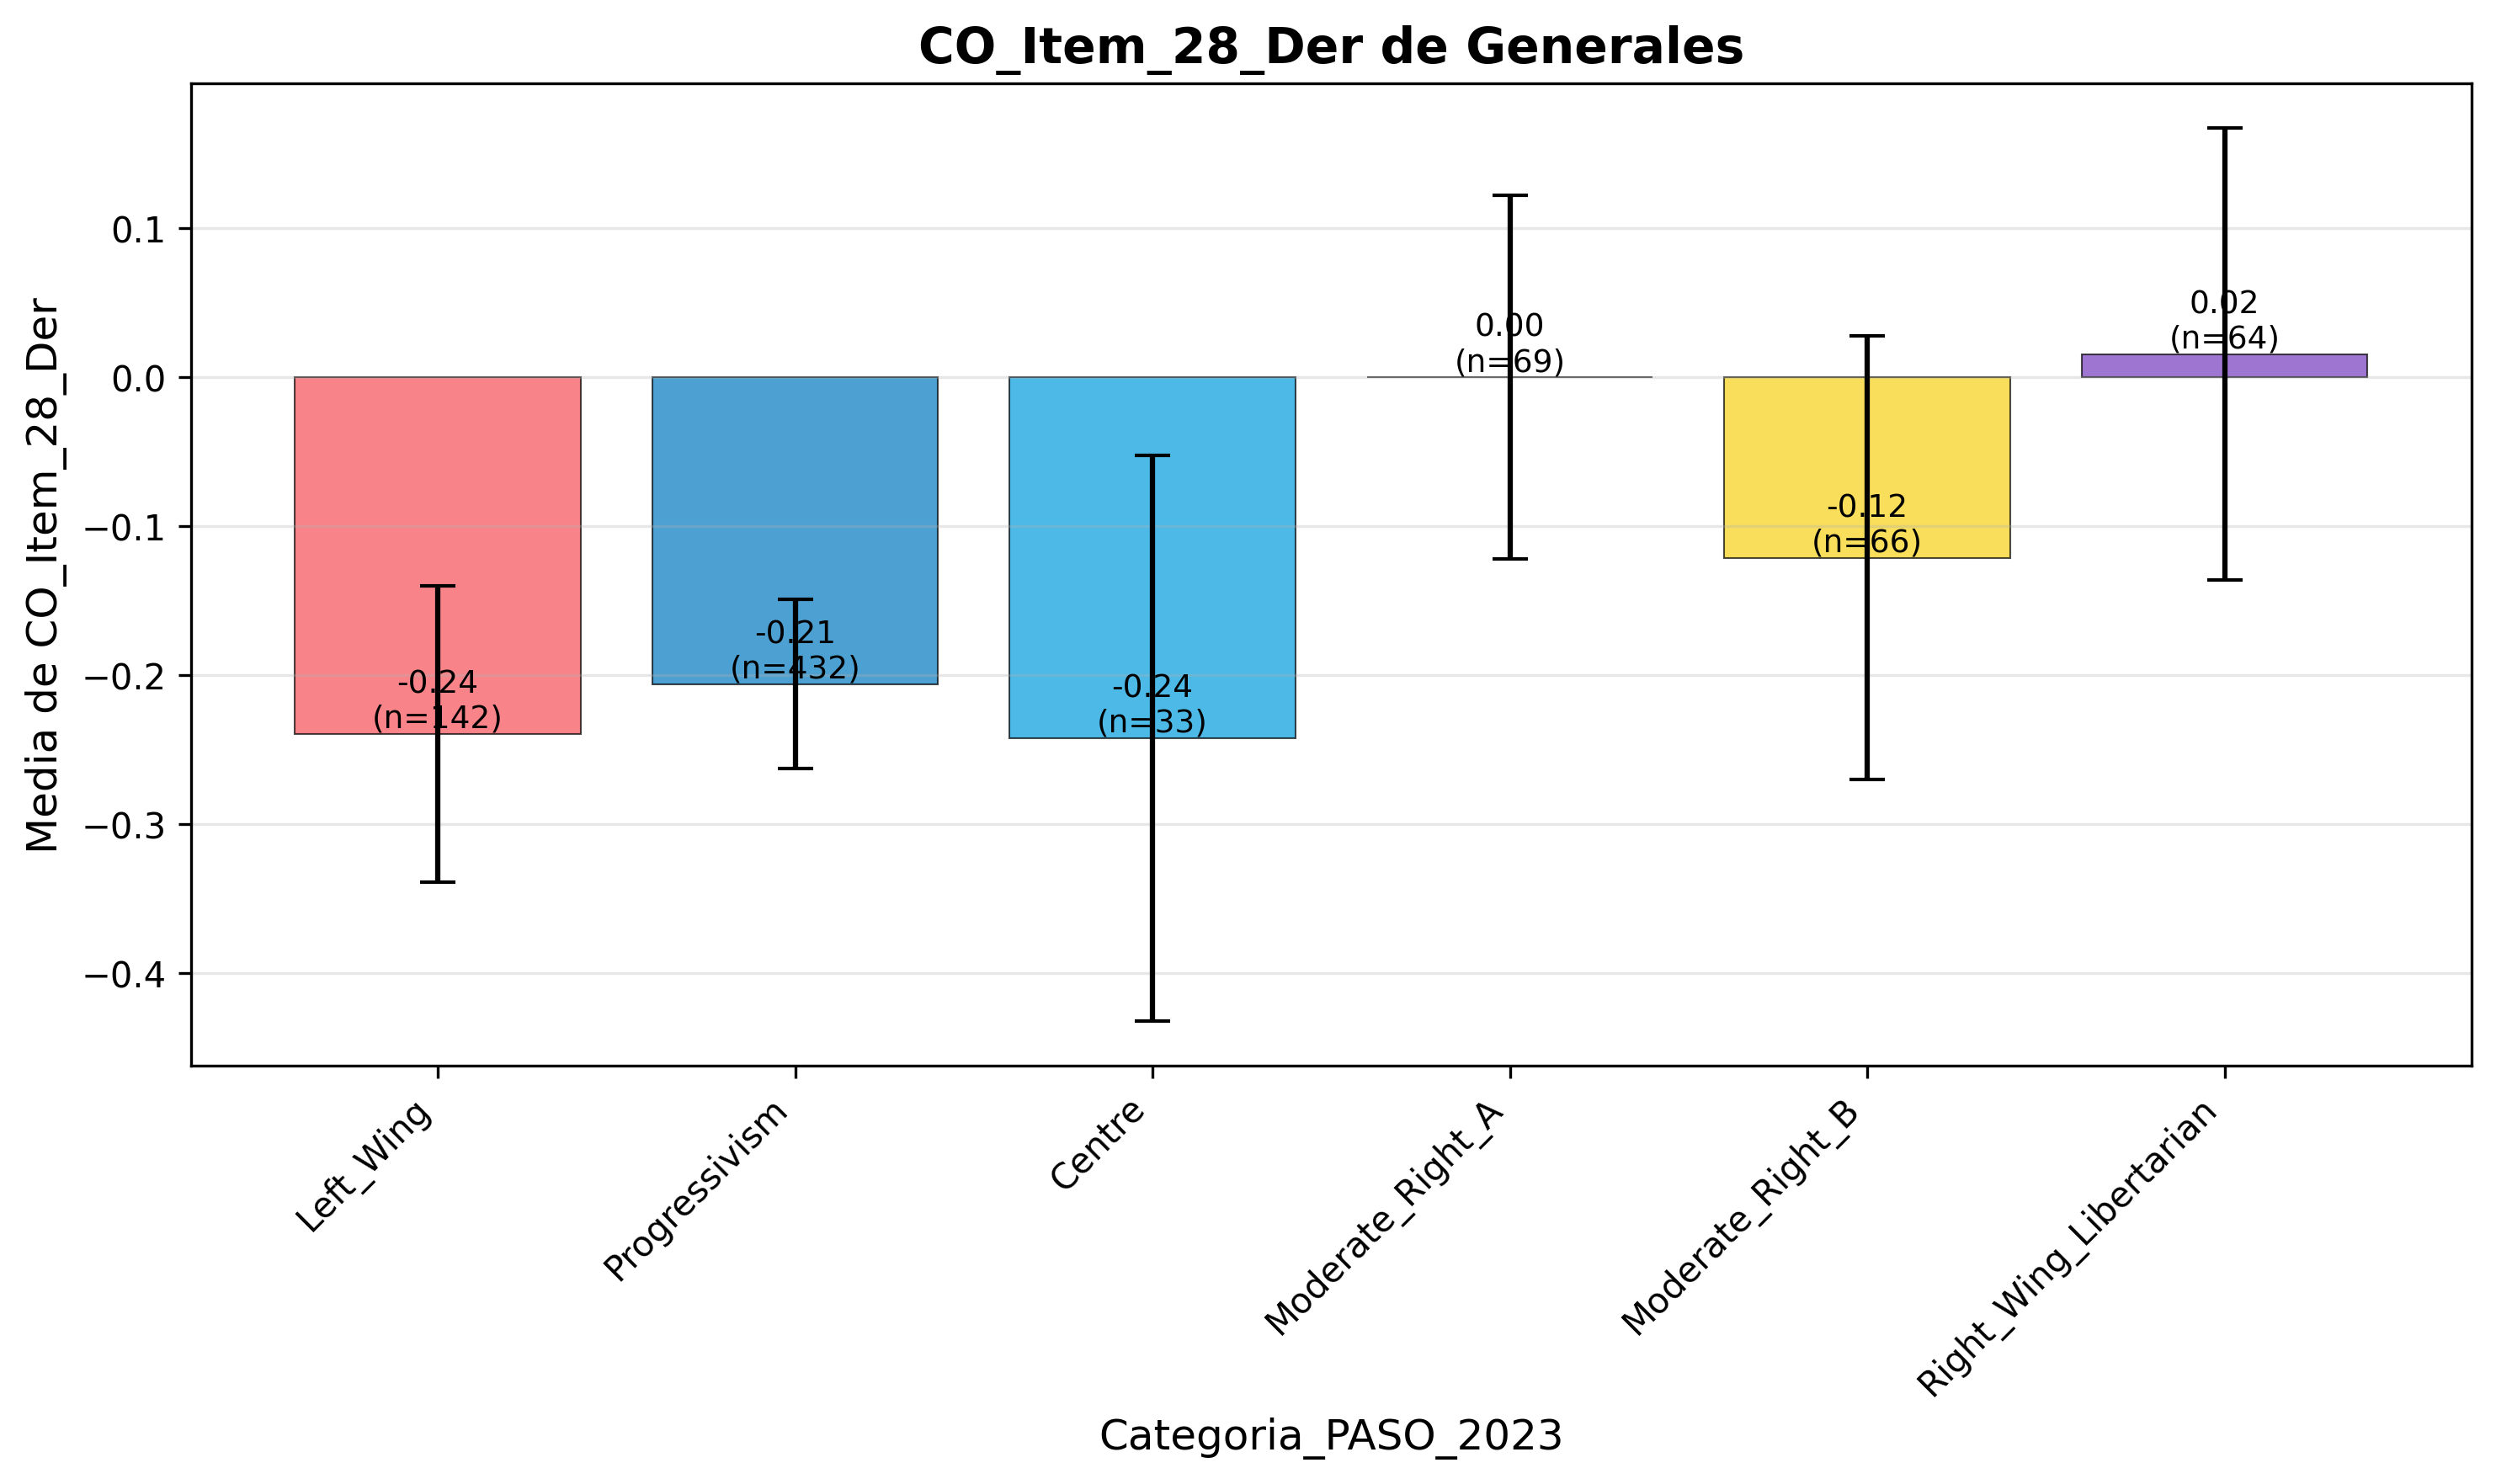 CO_Item_28_Der de Generales
Media de CO_Item_28_Der
0.1
0.0
−0.1
−0.2
−0.3
−0.4
-0.24
(n=142)
-0.21
(n=432)
-0.24
(n=33)
0.00
(n=69)
-0.12
(n=66)
0.02
(n=64)
Left_Wing
Progressivism
Centre
Moderate_Right_A
Moderate_Right_B
Right_Wing_Libertarian
Categoria_PASO_2023